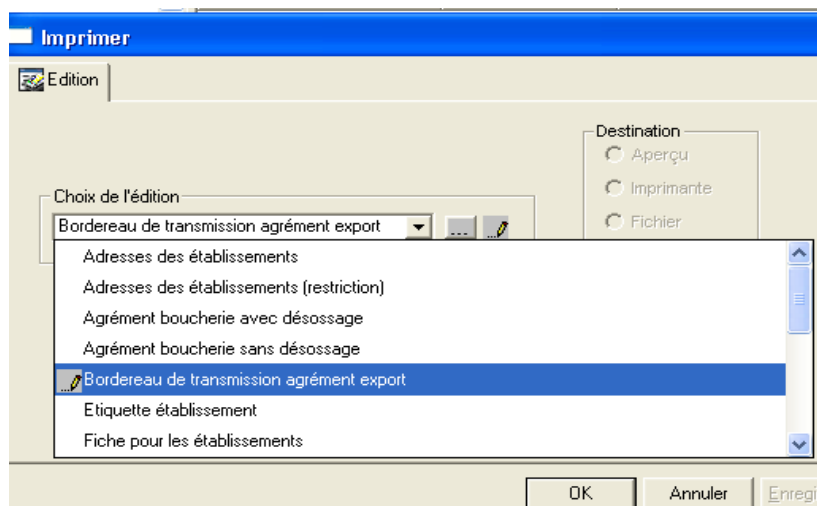 Imprimer
Edition
Destination
Aperçu
Imprimante
Fichier
Choix de l'édition
Bordereau de transmission agrément export
...
Adresses des établissements
Adresses des établissements (restriction)
Agrément boucherie avec désossage
Agrément boucherie sans désossage
Bordereau de transmission agrément export
Etiquette établissement
Fiche pour les établissements
OK
Annuler
Enregi